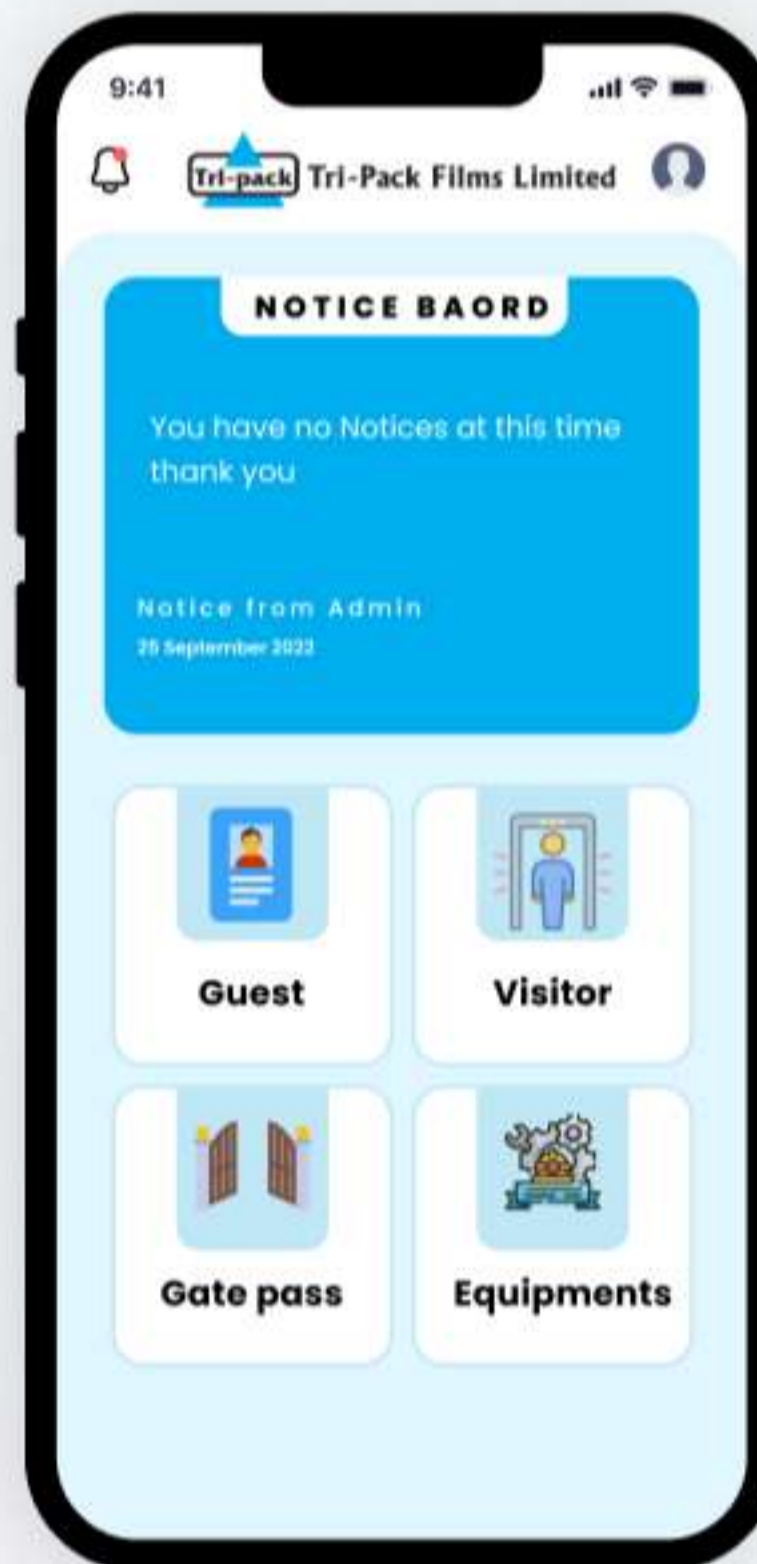 9:41
Tri-pack Tri-Pack Films Limited
NOTICE BAORD
You have no Notices at this time
thank you
Notice from Admin
25 September 2022
Guest
Visitor
Gate pass
Equipments